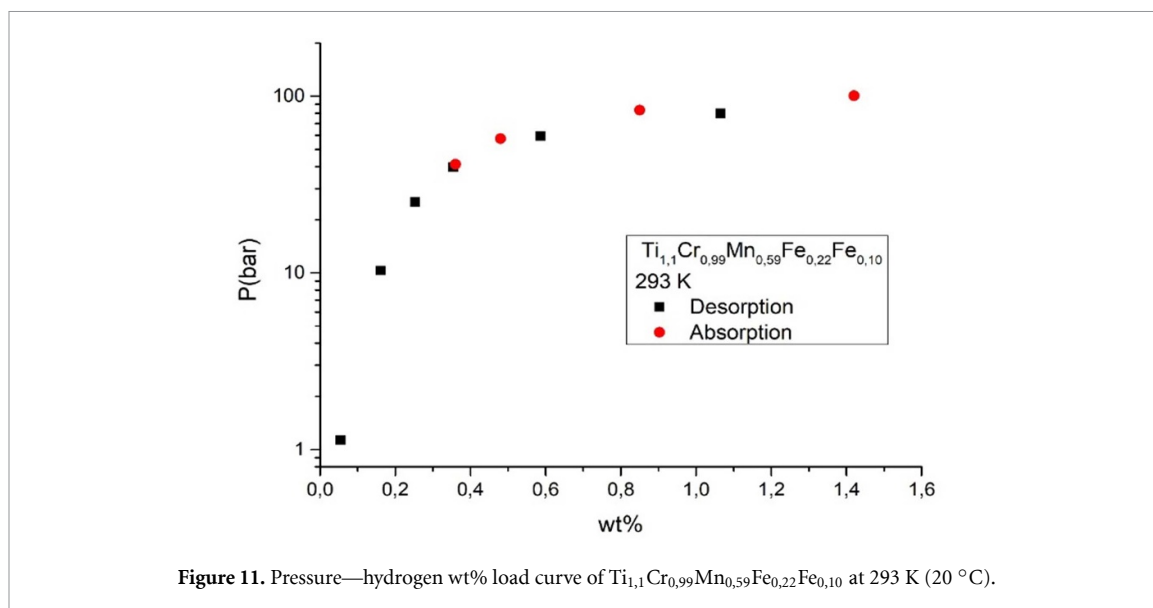 100
10
1
P(bar)
Ti1,1Cr0,99Mn0,59Fe0,22Fe0,10
293 K
Desorption
Absorption
0,0 0,2 0,4 0,6 0,8 1,0 1,2 1,4 1,6
wt%
Figure 11. Pressure—hydrogen wt% load curve of Ti1,1Cr0,99Mn0,59Fe0,22Fe0,10 at 293 K (20 °C).